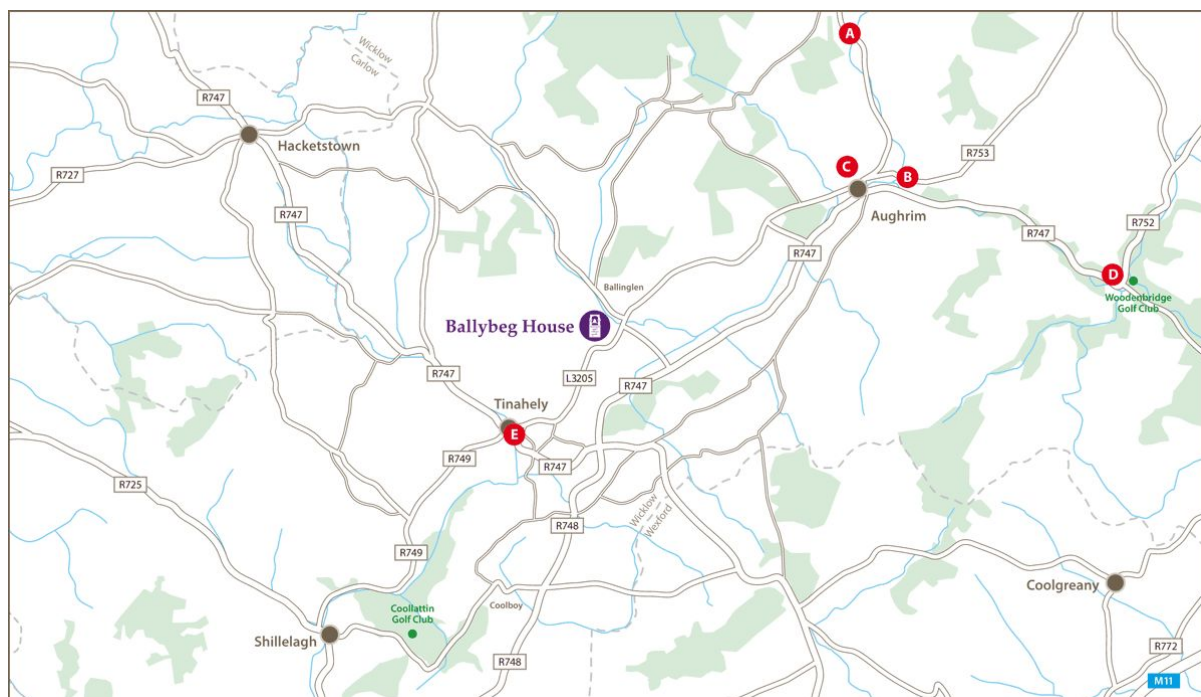 A
Wicklow
Carlow
R747
Hacketstown
R727
R747
C
B
R753
Aughrim
R752
R747
R747
D
Woodenbridge
Golf Club
Ballinglen
Ballybeg House
R747
L3205
R747
Tinahely
E
R749
R747
R725
R748
Wicklow
Wexford
R749
Coolgreany
Coollattin
Golf Club
Coolboy
Shillelagh
R748
R772
M11